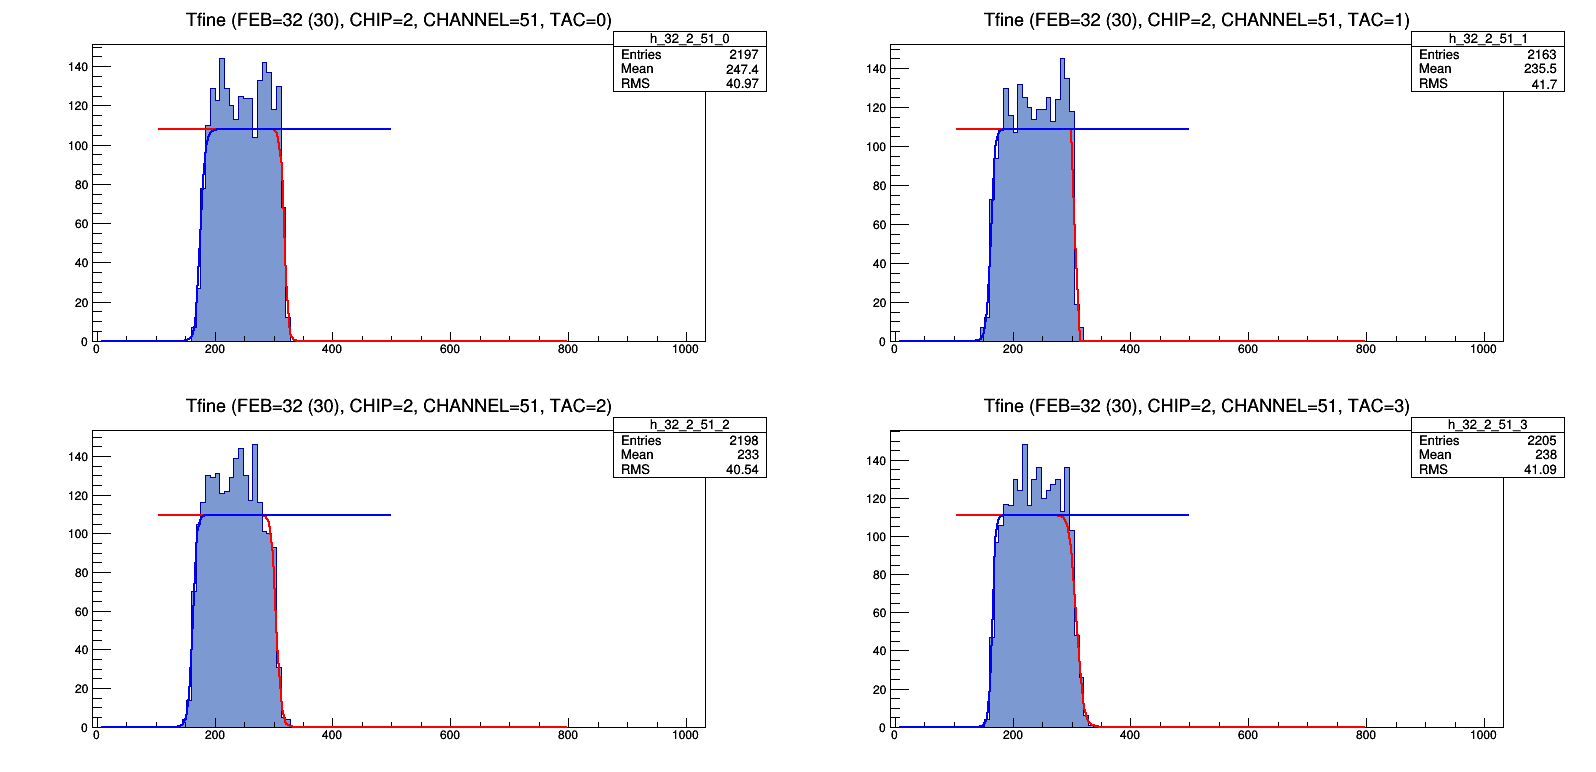 Tfine (FEB=32 (30), CHIP=2, CHANNEL=51, TAC=0)
h_32_2_51_0
Entries 2197
Mean 247.4
RMS 40.97
140
120
100
80
60
40
20
0
0 200 400 600 800 1000
Tfine (FEB=32 (30), CHIP=2, CHANNEL=51, TAC=1)
h_32_2_51_1
Entries 2163
Mean 235.5
RMS 41.7
140
120
100
80
60
40
20
0
0 200 400 600 800 1000
Tfine (FEB=32 (30), CHIP=2, CHANNEL=51, TAC=2)
h_32_2_51_2
Entries 2198
Mean 233
RMS 40.54
140
120
100
80
60
40
20
0
0 200 400 600 800 1000
Tfine (FEB=32 (30), CHIP=2, CHANNEL=51, TAC=3)
h_32_2_51_3
Entries 2205
Mean 238
RMS 41.09
140
120
100
80
60
40
20
0
0 200 400 600 800 1000